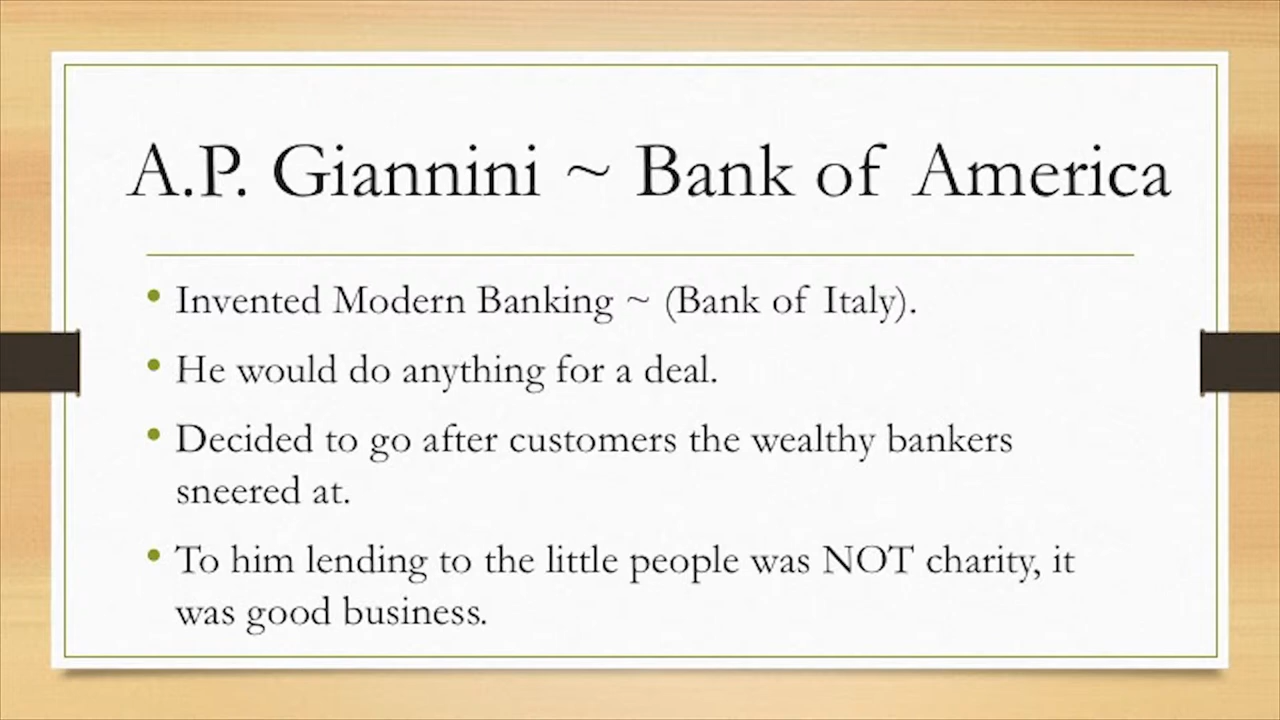 A.P. Giannini ~ Bank of America
• Invented Modern Banking ~ (Bank of Italy).
• He would do anything for a deal.
• Decided to go after customers the wealthy bankers
sneered at.
• To him lending to the little people was NOT charity, it
was good business.